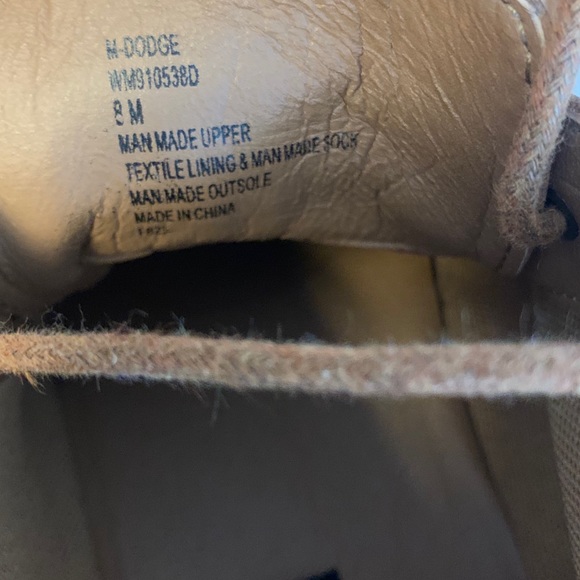 M-DODGE
WM910538D
8 M
MAN MADE UPPER
TEXTILE LINING & MAN MADE SOCK
MAN MADE OUTSOLE
MADE IN CHINA